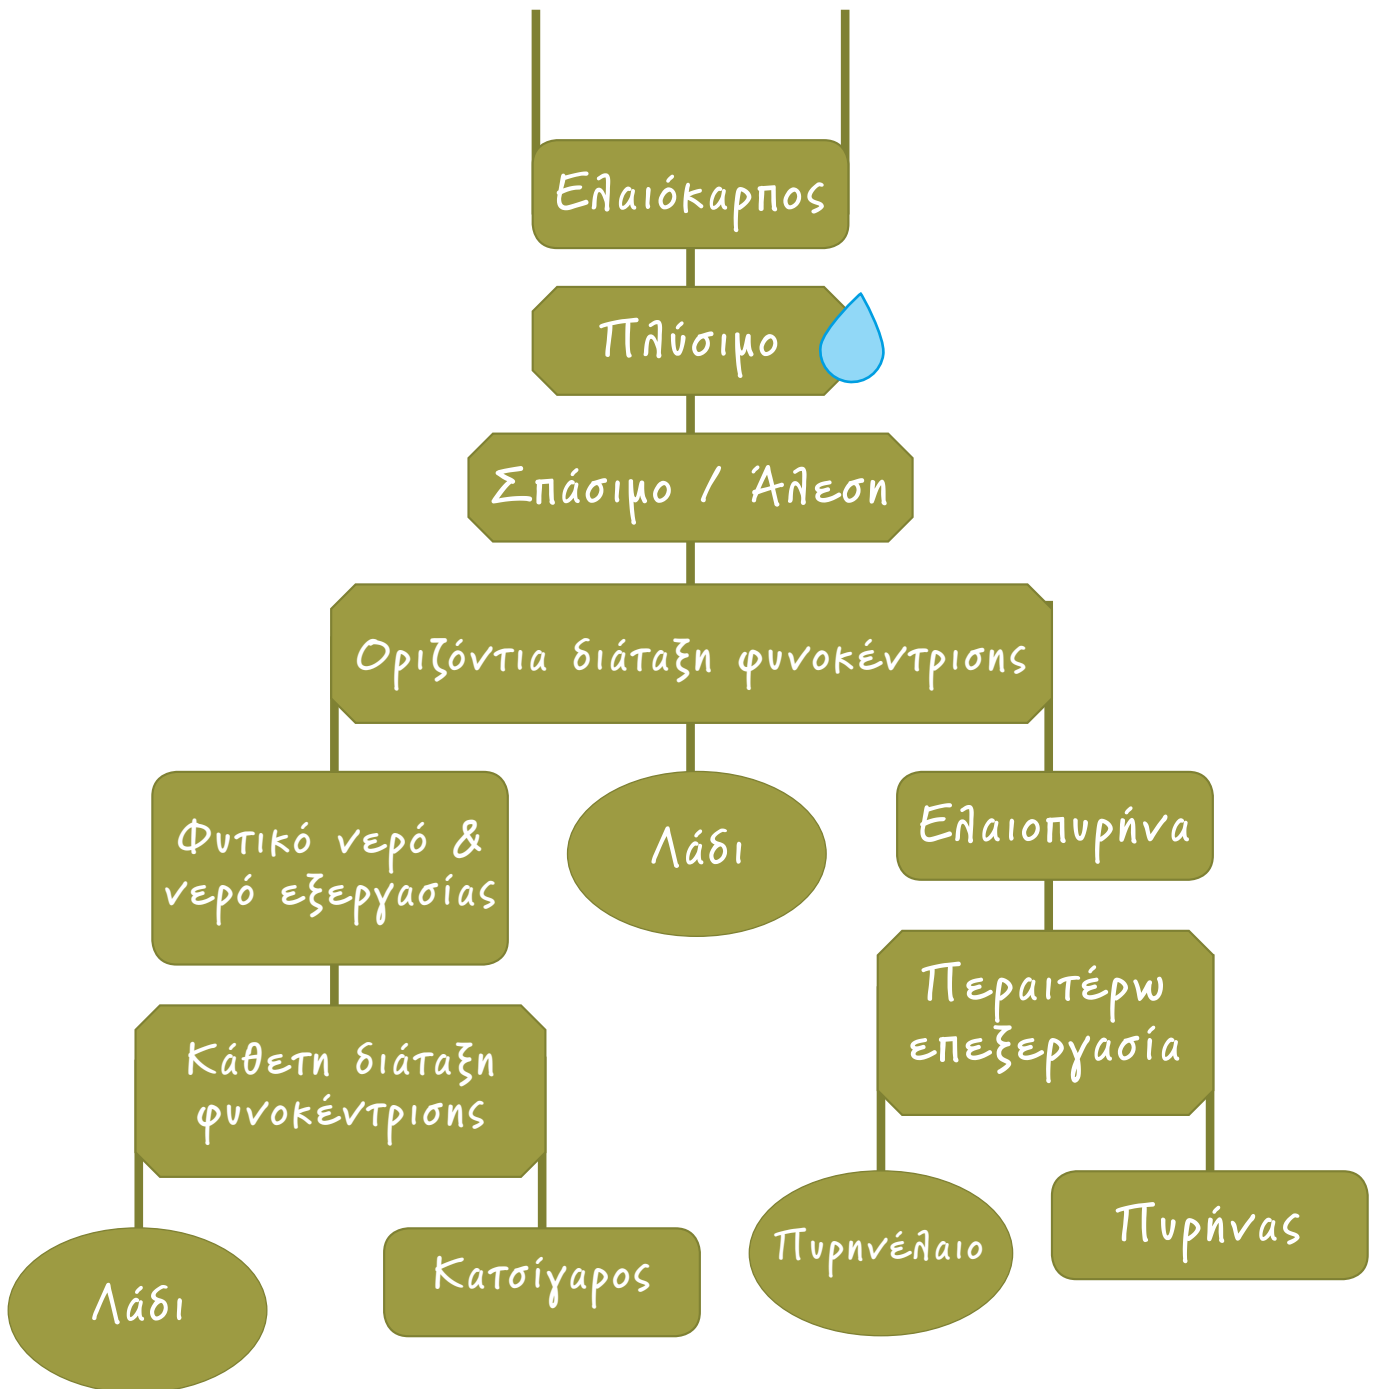 Ελαιόκαρπος
Πλύσιμο
Σπάσιμο / Άλεση
Οριζόντια διάταξη φυνοκέντρισης
Φυτικό νερό &
νερό εξεργασίας
Λάδι
Ελαιοπυρήνα
Περαιτέρω
επεξεργασία
Κάθετη διάταξη
φυνοκέντρισης
Πυρηνέλαιο
Πυρήνας
Λάδι
Κατσίγαρος